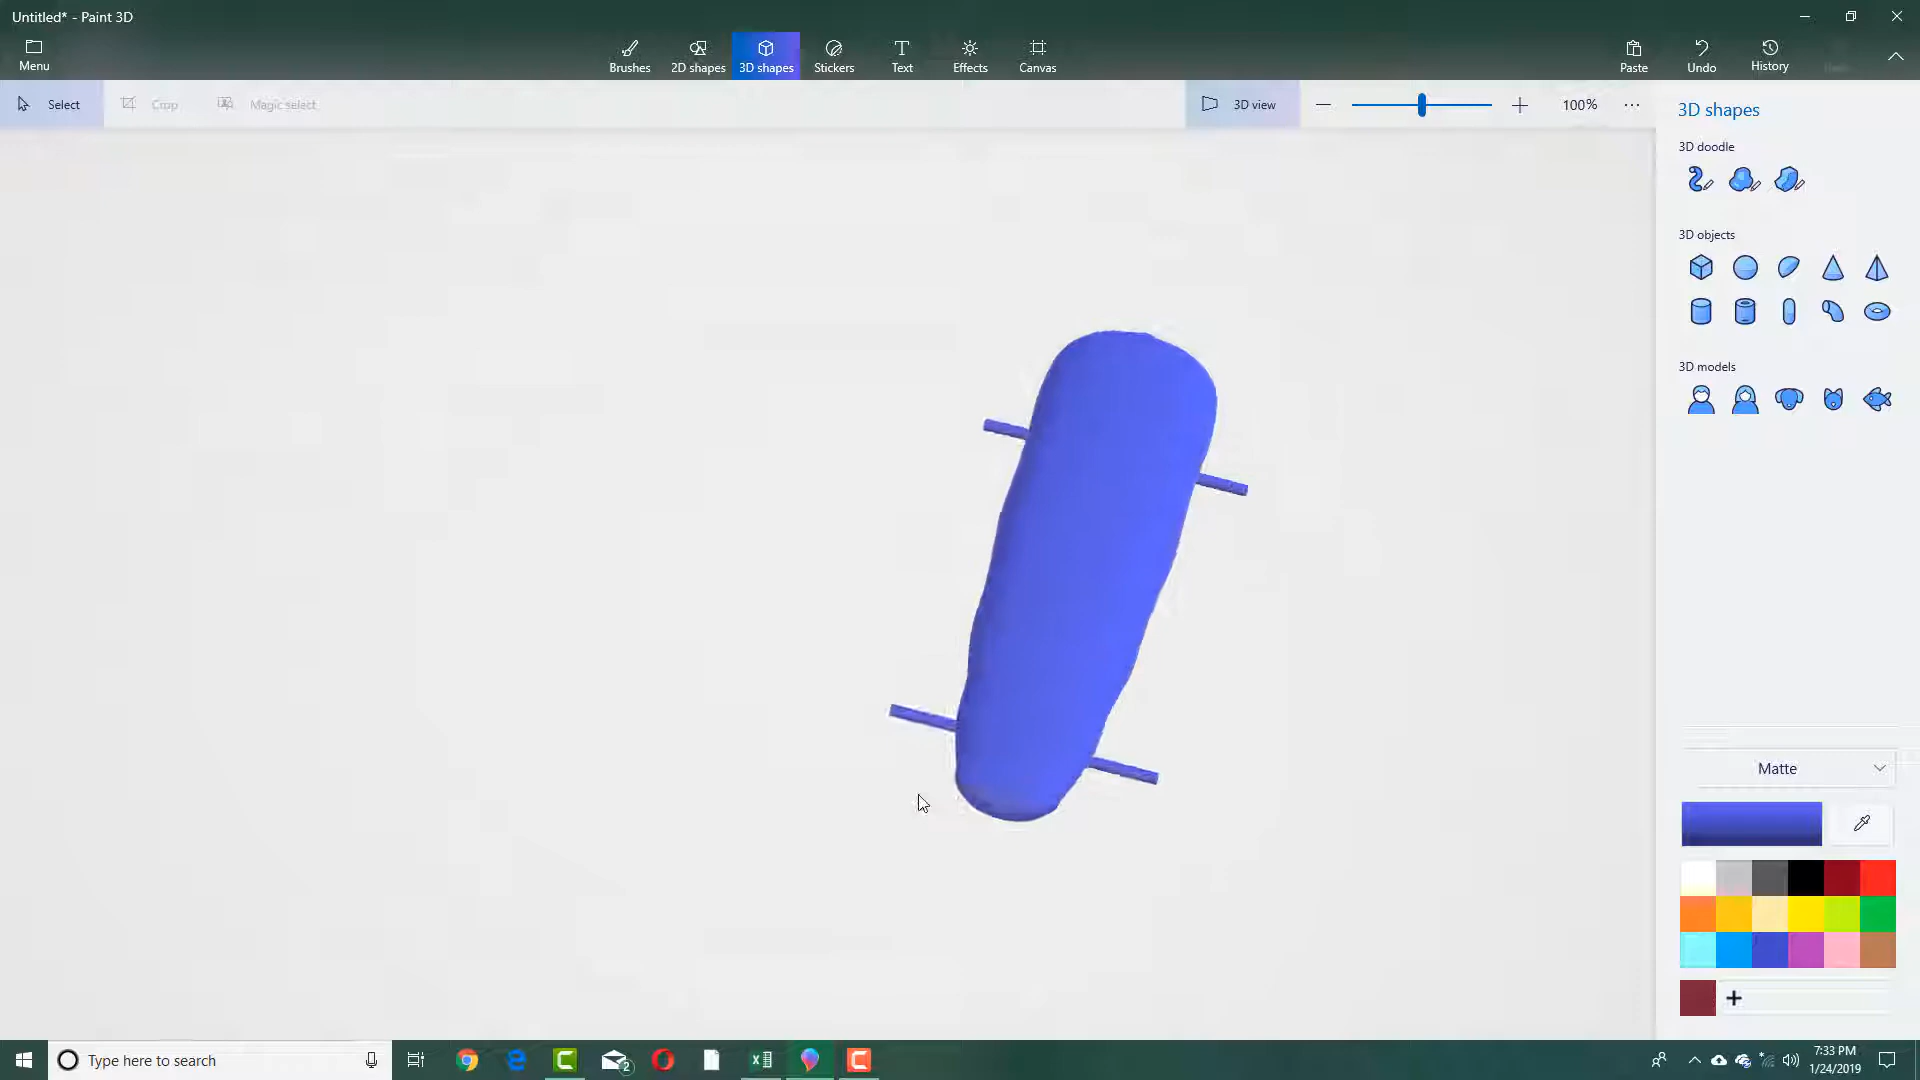 Untitled* - Paint 3D
Menu
Brushes
2D shapes
3D shapes
Stickers
Text
Effects
Canvas
Paste
Undo
History
Select
Crop
Magic select
3D view
100%
3D shapes
3D doodle
3D objects
3D models
Matte
Type here to search
2
7:33 PM
1/24/2019